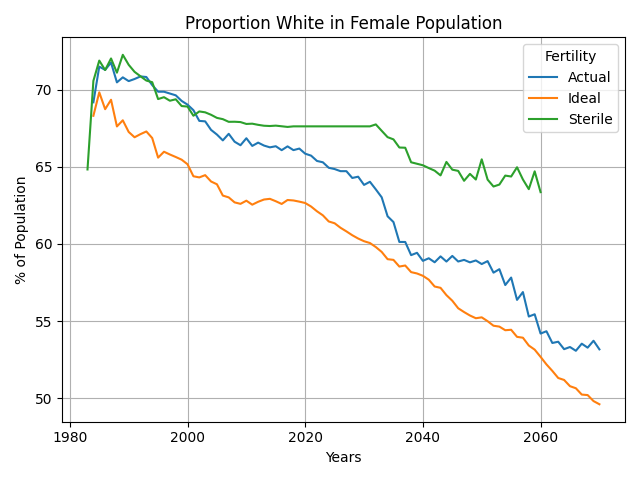 Proportion White in Female Population
% of Population
70
65
60
55
50
Fertility
Actual
Ideal
Sterile
1980
2000
2020
2040
2060
Years